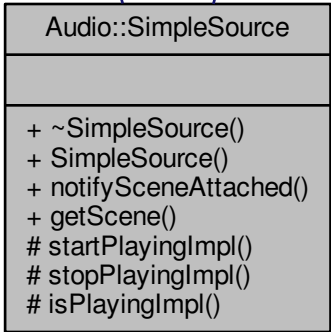 Audio::SimpleSource
+ ~SimpleSource()
+ SimpleSource()
+ notifySceneAttached()
+ getScene()
# startPlayingImpl()
# stopPlayingImpl()
# isPlayingImpl()